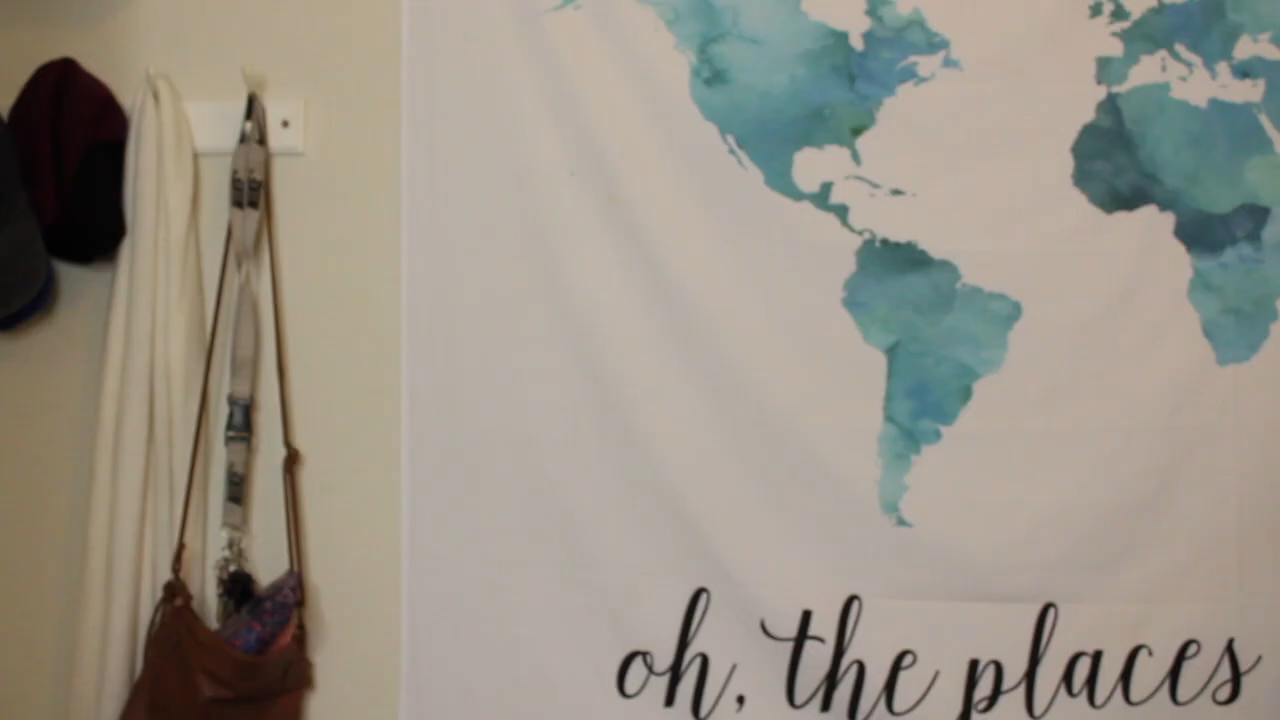 oh, the places